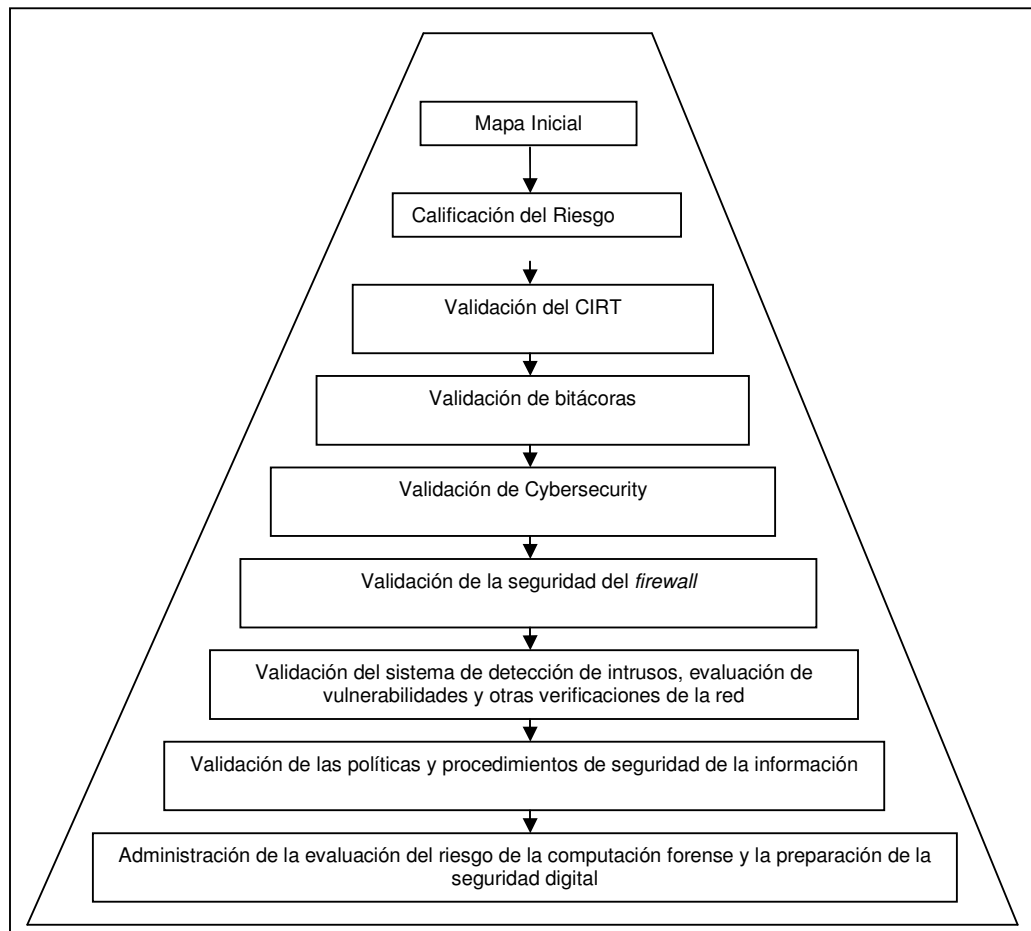 Mapa Inicial
Calificación del Riesgo
Validación del CIRT
Validación de bitácoras
Validación de Cybersecurity
Validación de la seguridad del firewall
Validación del sistema de detección de intrusos, evaluación de
vulnerabilidades y otras verificaciones de la red
Validación de las políticas y procedimientos de seguridad de la información
Administración de la evaluación del riesgo de la computación forense y la preparación de la
seguridad digital